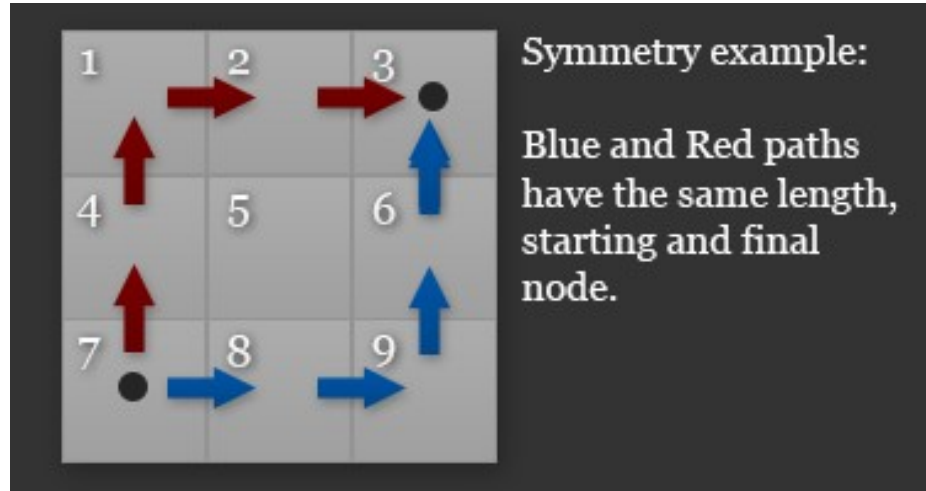 1 2 3
4 5 6
7 8 9
Symmetry example:
Blue and Red paths
have the same length,
starting and final
node.